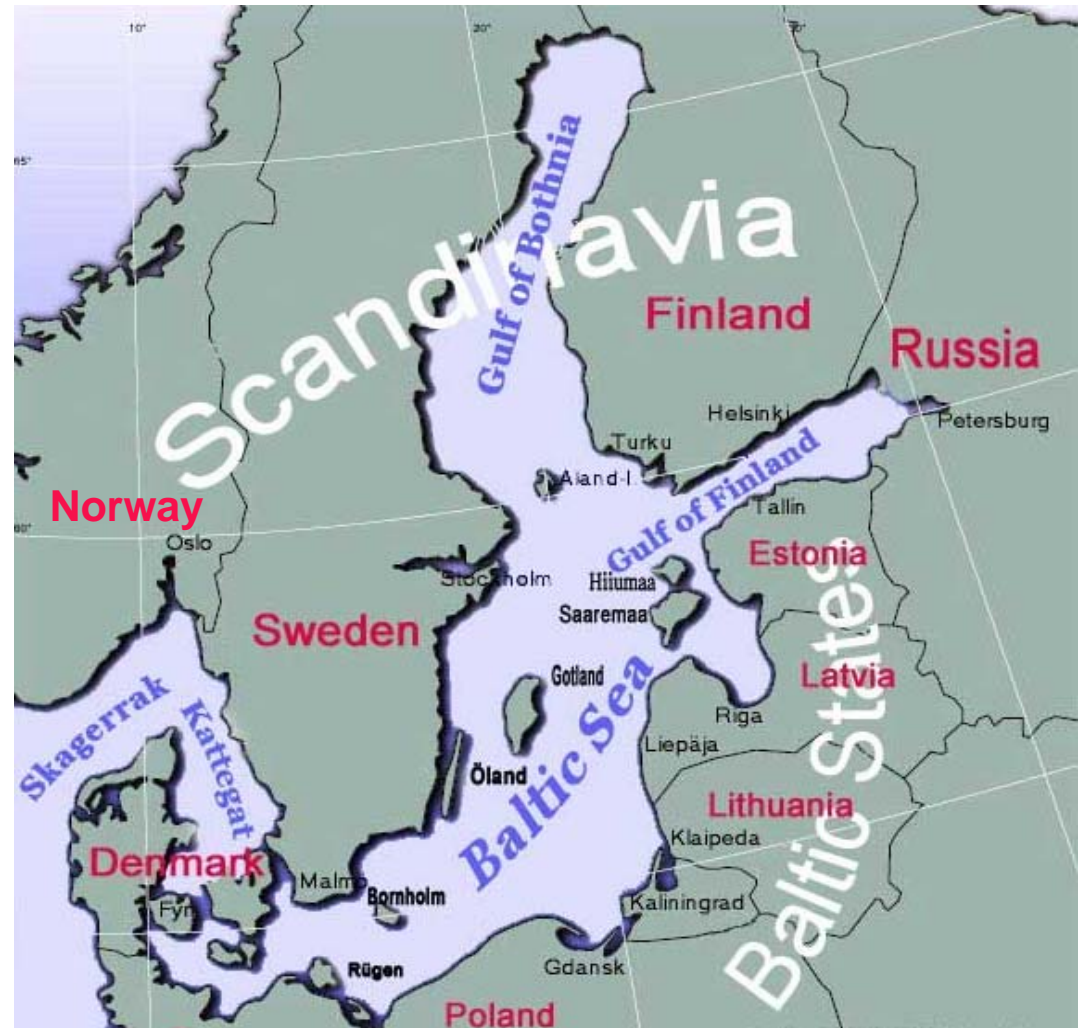 10°
20°
30°
65°
Gulf of Bothnia
Scandinavia
Finland
Russia
Helsinki
Petersburg
Turku
Aland-I.
Gulf of Finland
Norway
60°
Oslo
Tallin
Estonia
Stockholm
Hiiumaa
Saaremaa
Sweden
Gotland
Latvia
Skagerrak
Kattegat
Riga
Liepäja
Öland
Baltic Sea
Baltic States
Lithuania
Klaipeda
Denmark
Malmo
Bornholm
Fyn
Kaliningrad
Rügen
Gdansk
Poland